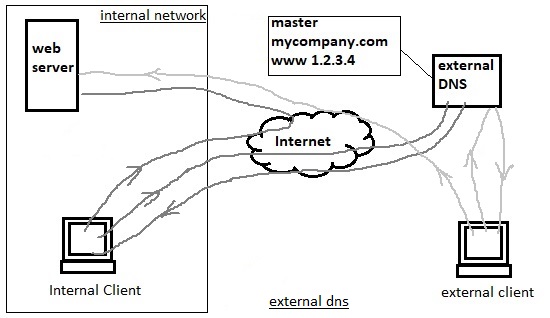 internal network
web
server
master
mycompany.com
www 1.2.3.4
external
DNS
Internet
Internal Client
external dns
external client